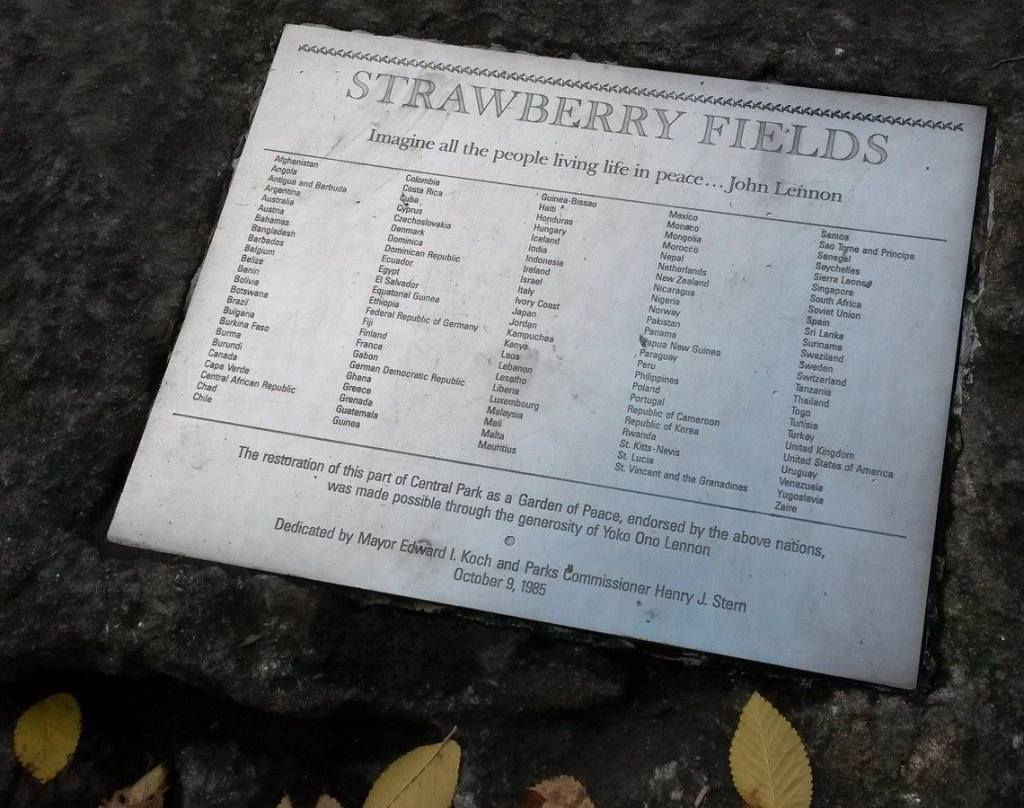 STRAWBERRY FIELDS
Imagine all the people living life in peace...John Lennon
Afghanistan
Angola
Antigua and Barbuda
Argentina
Australia
Austria
Bahamas
Bangladesh
Barbados
Belgium
Belize
Benin
Bolivia
Botswana
Brazil
Bulgaria
Burkina Faso
Burma
Burundi
Canada
Cape Verde
Central African Republic
Chad
Chile
Colombia
Costa Rica
Cuba
Cyprus
Czechoslovakia
Denmark
Dominica
Dominican Republic
Ecuador
Egypt
El Salvador
Equatorial Guinea
Ethiopia
Federal Republic of Germany
Fiji
Finland
France
Gabon
German Democratic Republic
Ghana
Greece
Grenada
Guatemala
Guinea
Guinea-Bissau
Haiti
Honduras
Hungary
Iceland
India
Indonesia
Ireland
Israel
Italy
Ivory Coast
Japan
Jordan
Kampuchea
Kenya
Laos
Lebanon
Lesotho
Liberia
Luxembourg
Malaysia
Mali
Malta
Mauritius
Mexico
Monaco
Mongolia
Morocco
Nepal
Netherlands
New Zealand
Nicaragua
Nigeria
Norway
Pakistan
Panama
Papua New Guinea
Paraguay
Peru
Philippines
Poland
Portugal
Republic of Cameroon
Republic of Korea
Rwanda
St. Kitts-Nevis
St. Lucia
St. Vincent and the Grenadines
Samoa
Sao Tome and Principe
Senegal
Seychelles
Sierra Leone
Singapore
South Africa
Soviet Union
Spain
Sri Lanka
Suriname
Swaziland
Sweden
Switzerland
Tanzania
Thailand
Togo
Tunisia
Turkey
United Kingdom
United States of America
Uruguay
Venezuela
Yugoslavia
Zaire
The restoration of this part of Central Park as a Garden of Peace, endorsed by the above nations,
was made possible through the generosity of Yoko Ono Lennon
Dedicated by Mayor Edward I. Koch and Parks Commissioner Henry J. Stern
October 9, 1985